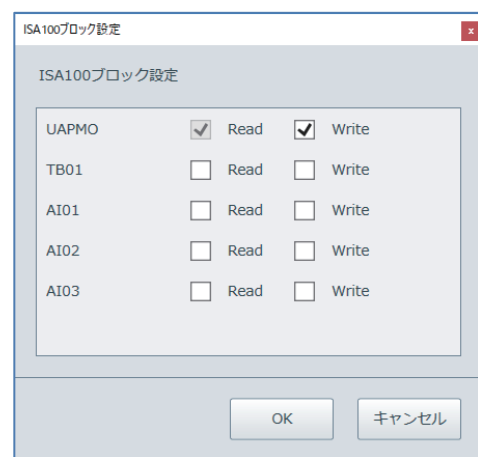 ISA100ブロック設定
x
ISA100ブロック設定
UAPMO Read Write
TB01 Read Write
AI01 Read Write
AI02 Read Write
AI03 Read Write
OK キャンセル